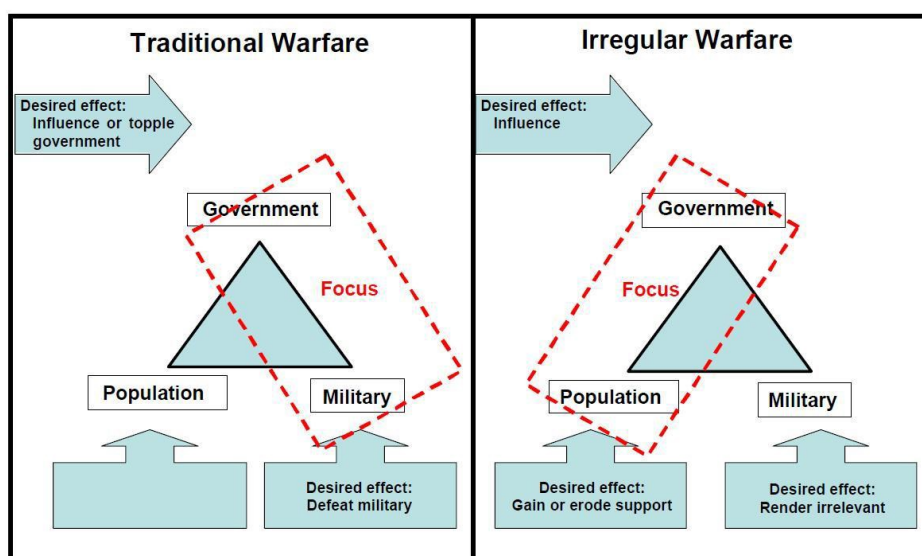 Traditional Warfare
Desired effect:
Influence or topple
government
Government
Focus
Population
Military
Desired effect:
Defeat military
Irregular Warfare
Desired effect:
Influence
Government
Focus
Population
Military
Desired effect:
Gain or erode support
Desired effect:
Render irrelevant